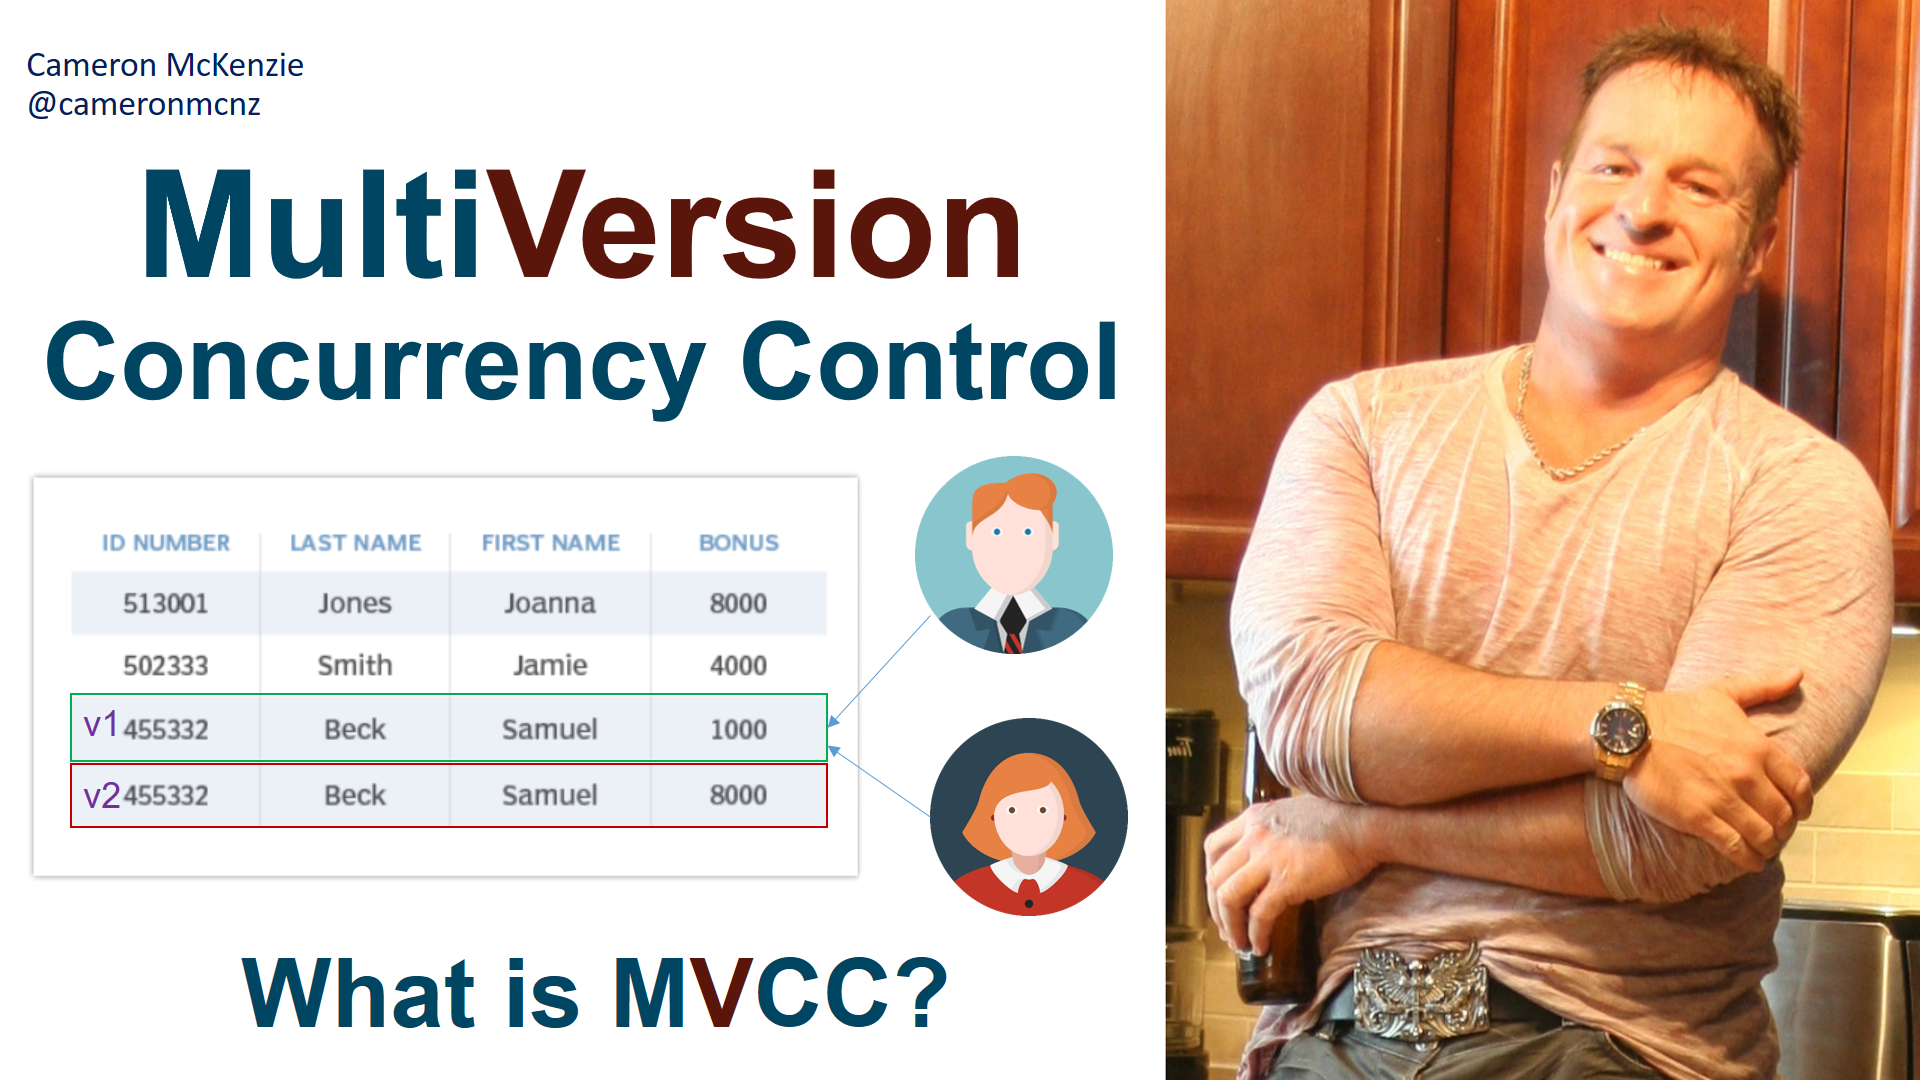 Cameron McKenzie
@cameronmcnz
MultiVersion
Concurrency Control
ID NUMBER LAST NAME FIRST NAME BONUS
513001 Jones Joanna 8000
502333 Smith Jamie 4000
v1 455332 Beck Samuel 1000
v2 455332 Beck Samuel 8000
What is MVCC?